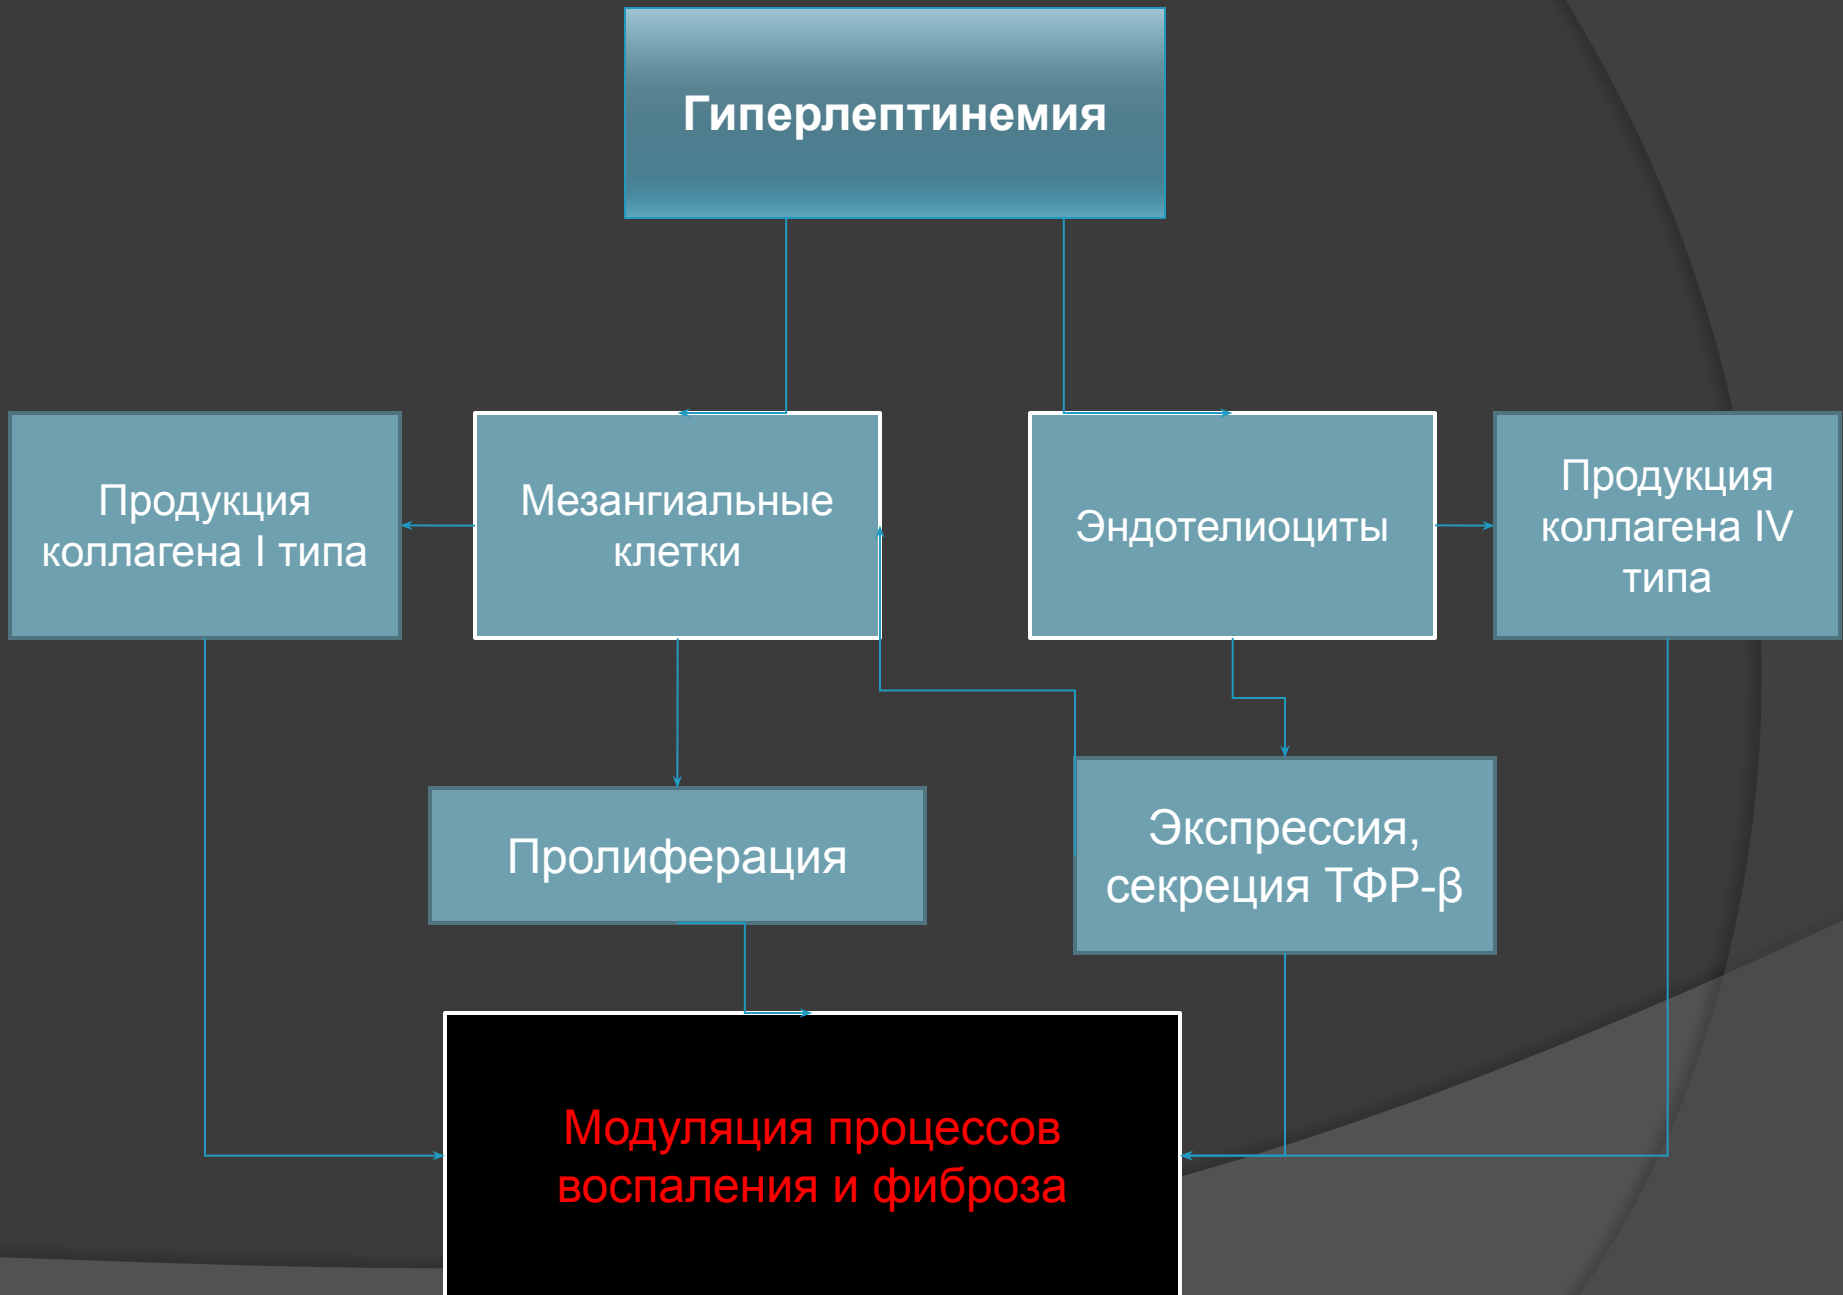 Гиперлептинемия
Продукция
коллагена I типа
Мезангиальные
клетки
Эндотелиоциты
Продукция
коллагена IV
типа
Пролиферация
Экспрессия,
секреция ТФР-β
Модуляция процессов
воспаления и фиброза